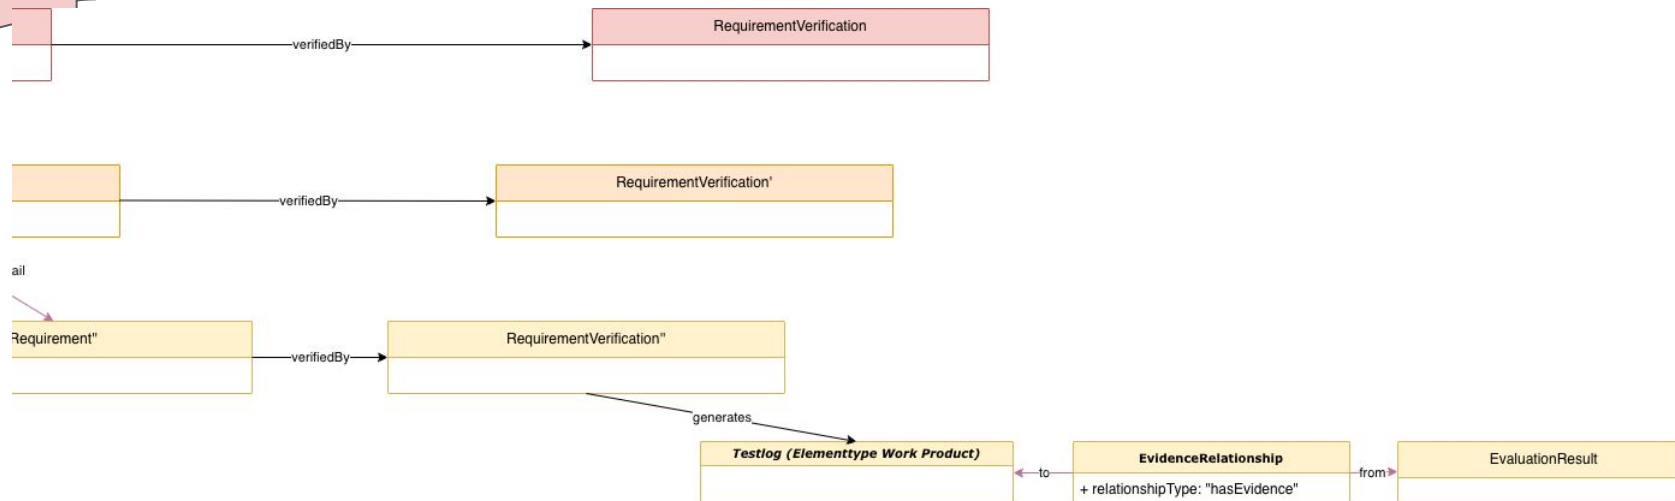 RequirementVerification
verifiedBy
RequirementVerification'
verifiedBy
ail
Requirement"
verifiedBy
RequirementVerification"
generates
Testlog (Elementtype Work Product)
to
EvidenceRelationship
from
EvaluationResult
+ relationshipType: "hasEvidence"